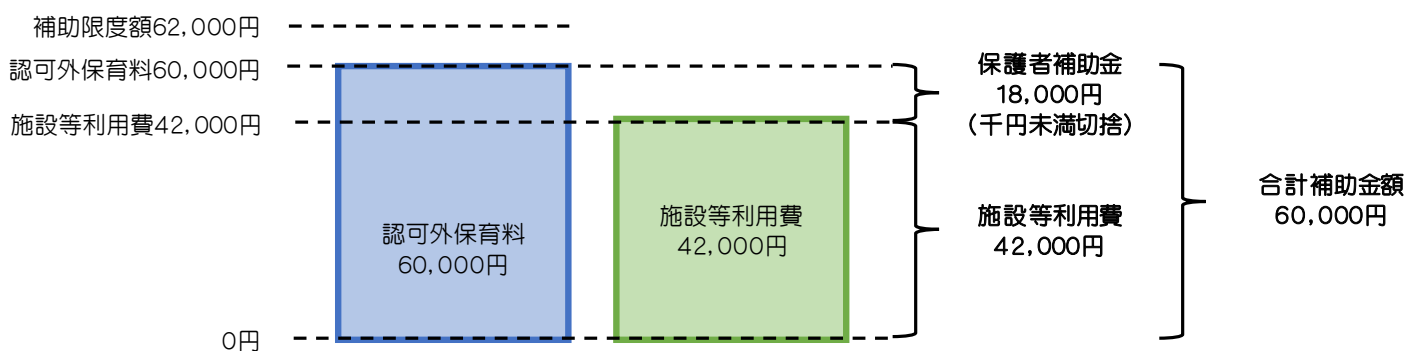 補助限度額62,000円
認可外保育料60,000円
施設等利用費42,000円
0円
認可外保育料
60,000円
施設等利用費
42,000円
保護者補助金
18,000円
(千円未満切捨)
施設等利用費
42,000円
合計補助金額
60,000円